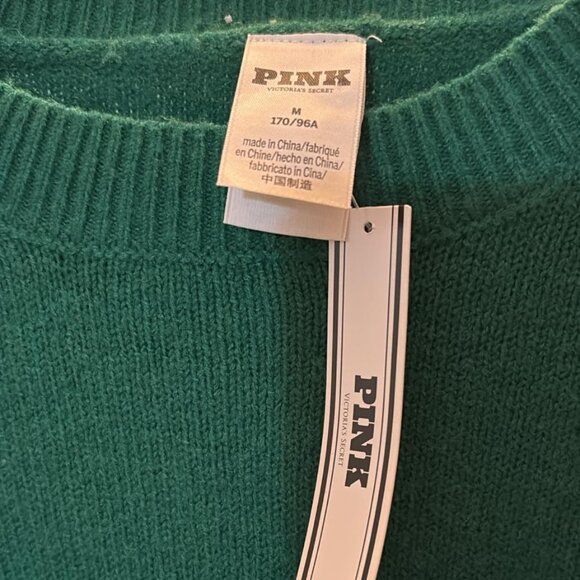 PINK
VICTORIA'S SECRET
M
170/96A
made in China/fabriqué
en Chine/hecho en China/
fabbricato in Cina/
中国制造
PINK
VICTORIA'S SECRET